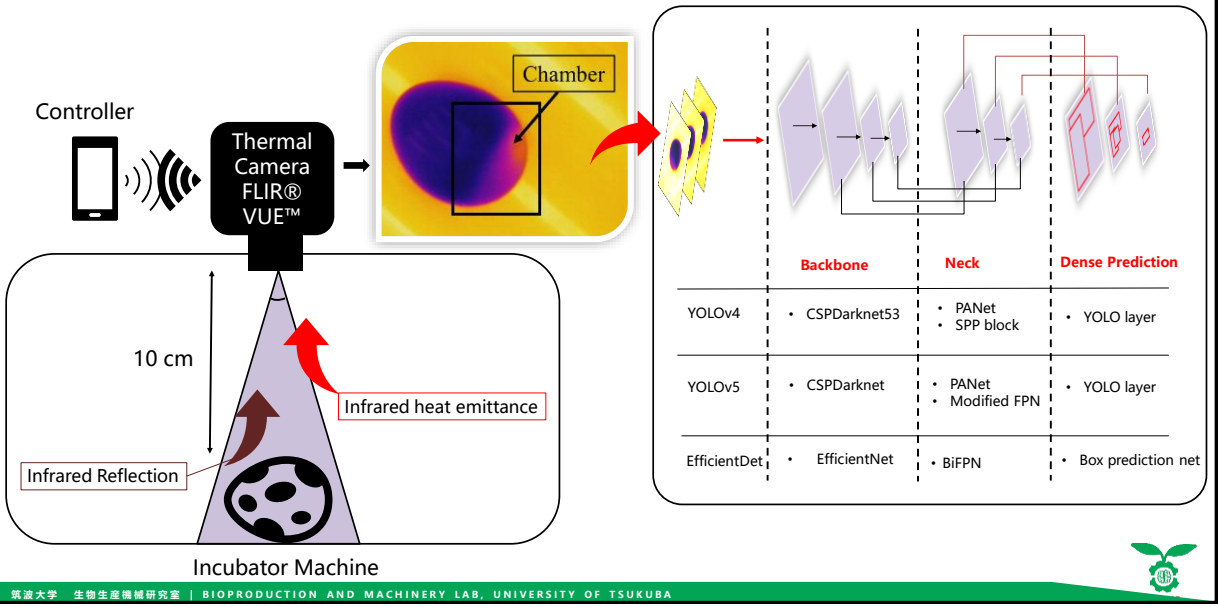 Controller
Thermal
Camera
FLIR®
VUE™
Chamber
10 cm
Infrared heat emittance
Infrared Reflection
Incubator Machine
Backbone
Neck
Dense Prediction
YOLOv4
• CSPDarknet53
• PANet
• SPP block
• YOLO layer
YOLOv5
• CSPDarknet
• PANet
• Modified FPN
• YOLO layer
EfficientDet
• EfficientNet
• BiFPN
• Box prediction net
筑波大学 生物生産機械研究室 | BIOPRODUCTION AND MACHINERY LAB, UNIVERSITY OF TSUKUBA